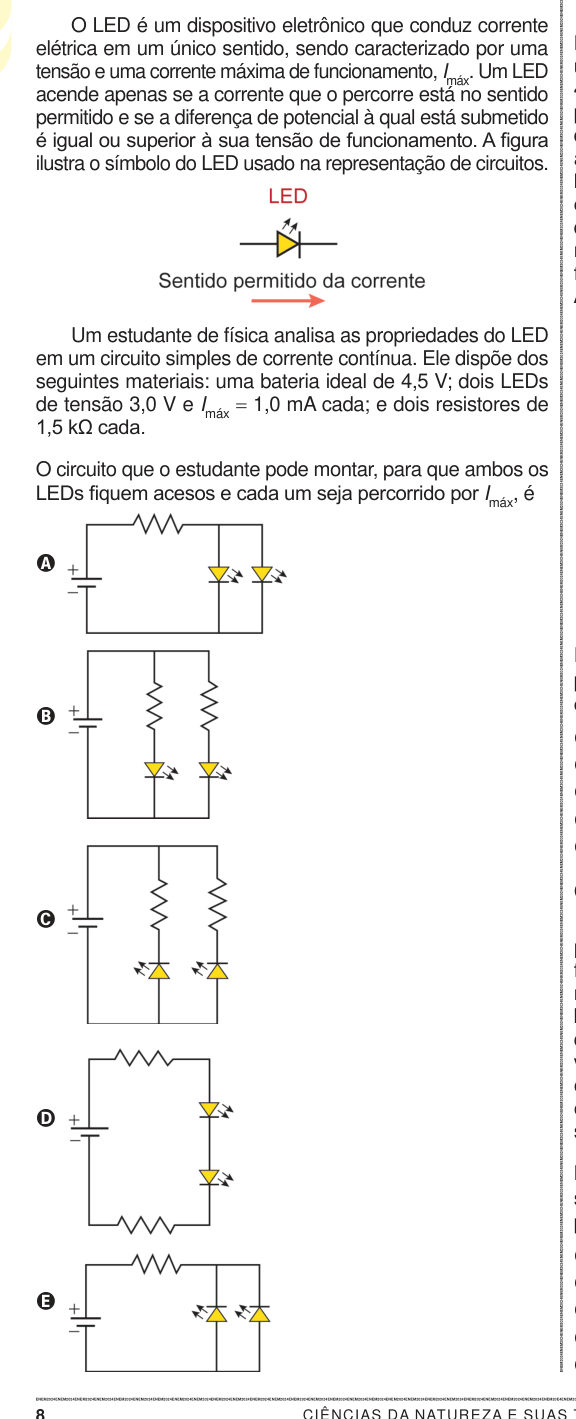 O LED é um dispositivo eletrônico que conduz corrente
elétrica em um único sentido, sendo caracterizado por uma
tensão e uma corrente máxima de funcionamento, Imáx. Um LED
acende apenas se a corrente que o percorre está no sentido
permitido e se a diferença de potencial à qual está submetido
é igual ou superior à sua tensão de funcionamento. A figura
ilustra o símbolo do LED usado na representação de circuitos.
LED
Sentido permitido da corrente
Um estudante de física analisa as propriedades do LED
em um circuito simples de corrente contínua. Ele dispõe dos
seguintes materiais: uma bateria ideal de 4,5 V; dois LEDs
de tensão 3,0 V e Imáx = 1,0 mA cada; e dois resistores de
1,5 kΩ cada.
O circuito que o estudante pode montar, para que ambos os
LEDs fiquem acesos e cada um seja percorrido por Imáx, é
A
+
−
B
+
−
C
+
−
D
+
−
E
+
−
8
CIÊNCIAS DA NATUREZA E SUAS